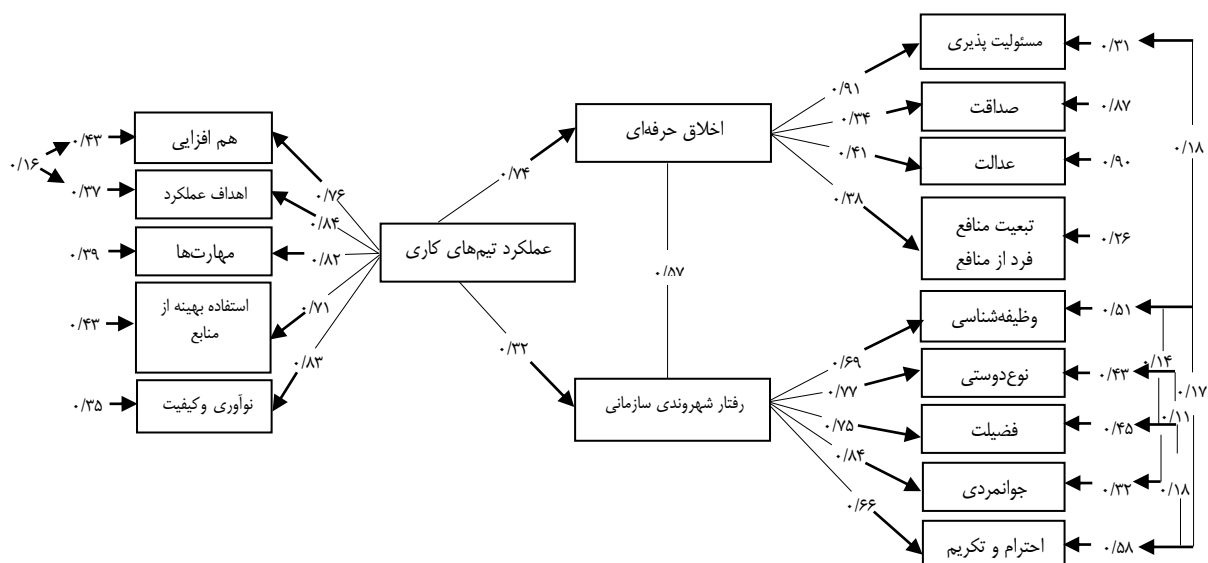 مسئولیت پذیری
۰/۳۱
۰/۹۱
صداقت
۰/۸۷
۰/۳۴
عدالت
۰/۹۰
۰/۴۱
تبعیت منافع
فرد از منافع
۰/۲۶
۰/۳۸
۰/۱۸
اخلاق حرفه‌ای
۰/۷۴
۰/۵۷
هم افزایی
۰/۴۳
۰/۷۶
۰/۱۶
اهداف عملکرد
۰/۳۷
۰/۸۴
مهارت‌ها
۰/۳۹
۰/۸۲
استفاده بهینه از
منابع
۰/۴۳
۰/۷۱
نوآوری وکیفیت
۰/۳۵
۰/۸۳
عملکرد تیم‌های کاری
۰/۳۲
رفتار شهروندی سازمانی
وظیفه‌شناسی
۰/۵۱
۰/۶۹
۰/۱۴
نوع‌دوستی
۰/۴۳
۰/۷۷
۰/۱۷
فضیلت
۰/۴۵
۰/۷۵
۰/۱۱
جوانمردی
۰/۳۲
۰/۸۴
۰/۱۸
احترام و تکریم
۰/۵۸
۰/۶۶